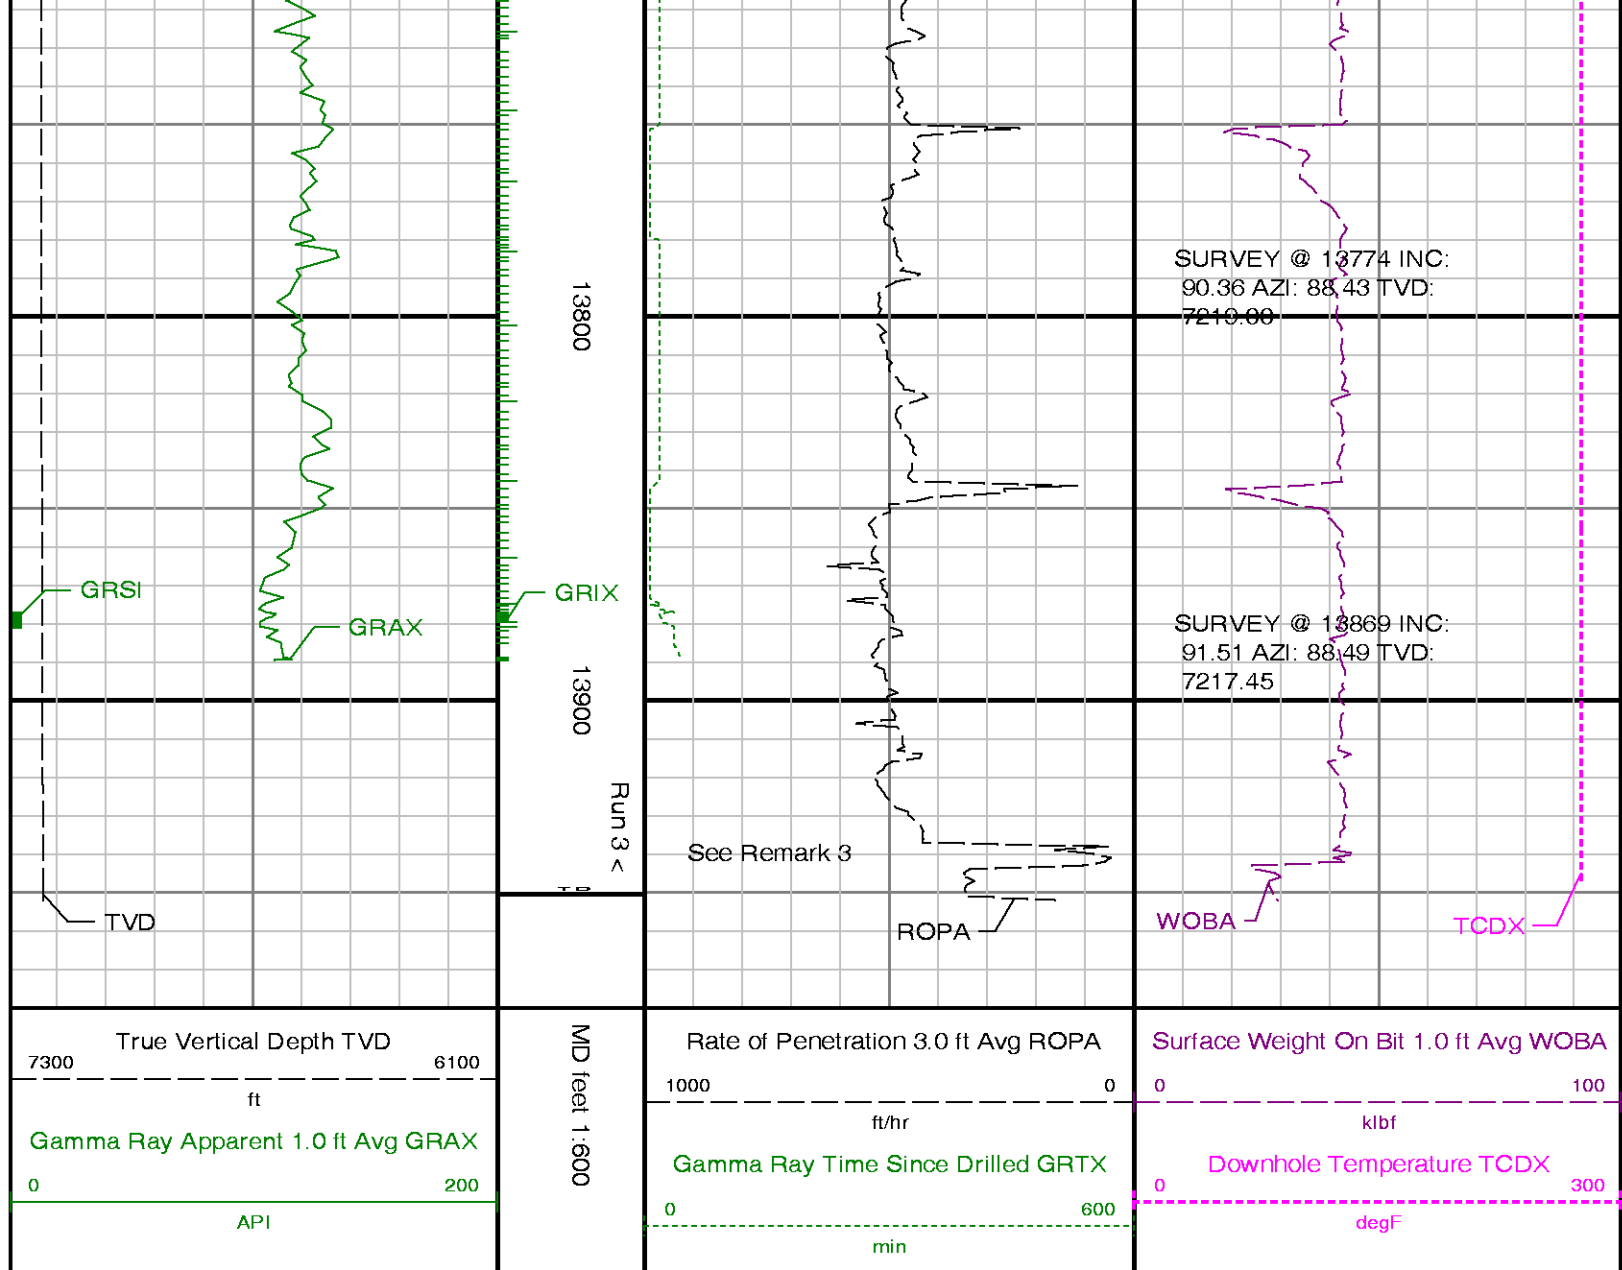 SURVEY @ 13774 INC:
90.36 AZI: 88.43 TVD:
13800
GRSI
GRIX
GRAX
SURVEY @ 13869 INC:
91.51 AZI: 88.49 TVD:
7217.45
13900
Run 3 <
See Remark 3
TD
TVD
ROPA
WOBA
TCDX
True Vertical Depth TVD
7300 6100
ft
Gamma Ray Apparent 1.0 ft Avg GRAX
0 200
API
MD feet 1:600
Rate of Penetration 3.0 ft Avg ROPA
1000 0
ft/hr
Gamma Ray Time Since Drilled GRTX
0 600
min
Surface Weight On Bit 1.0 ft Avg WOBA
0 100
klbf
Downhole Temperature TCDX
0 300
degF